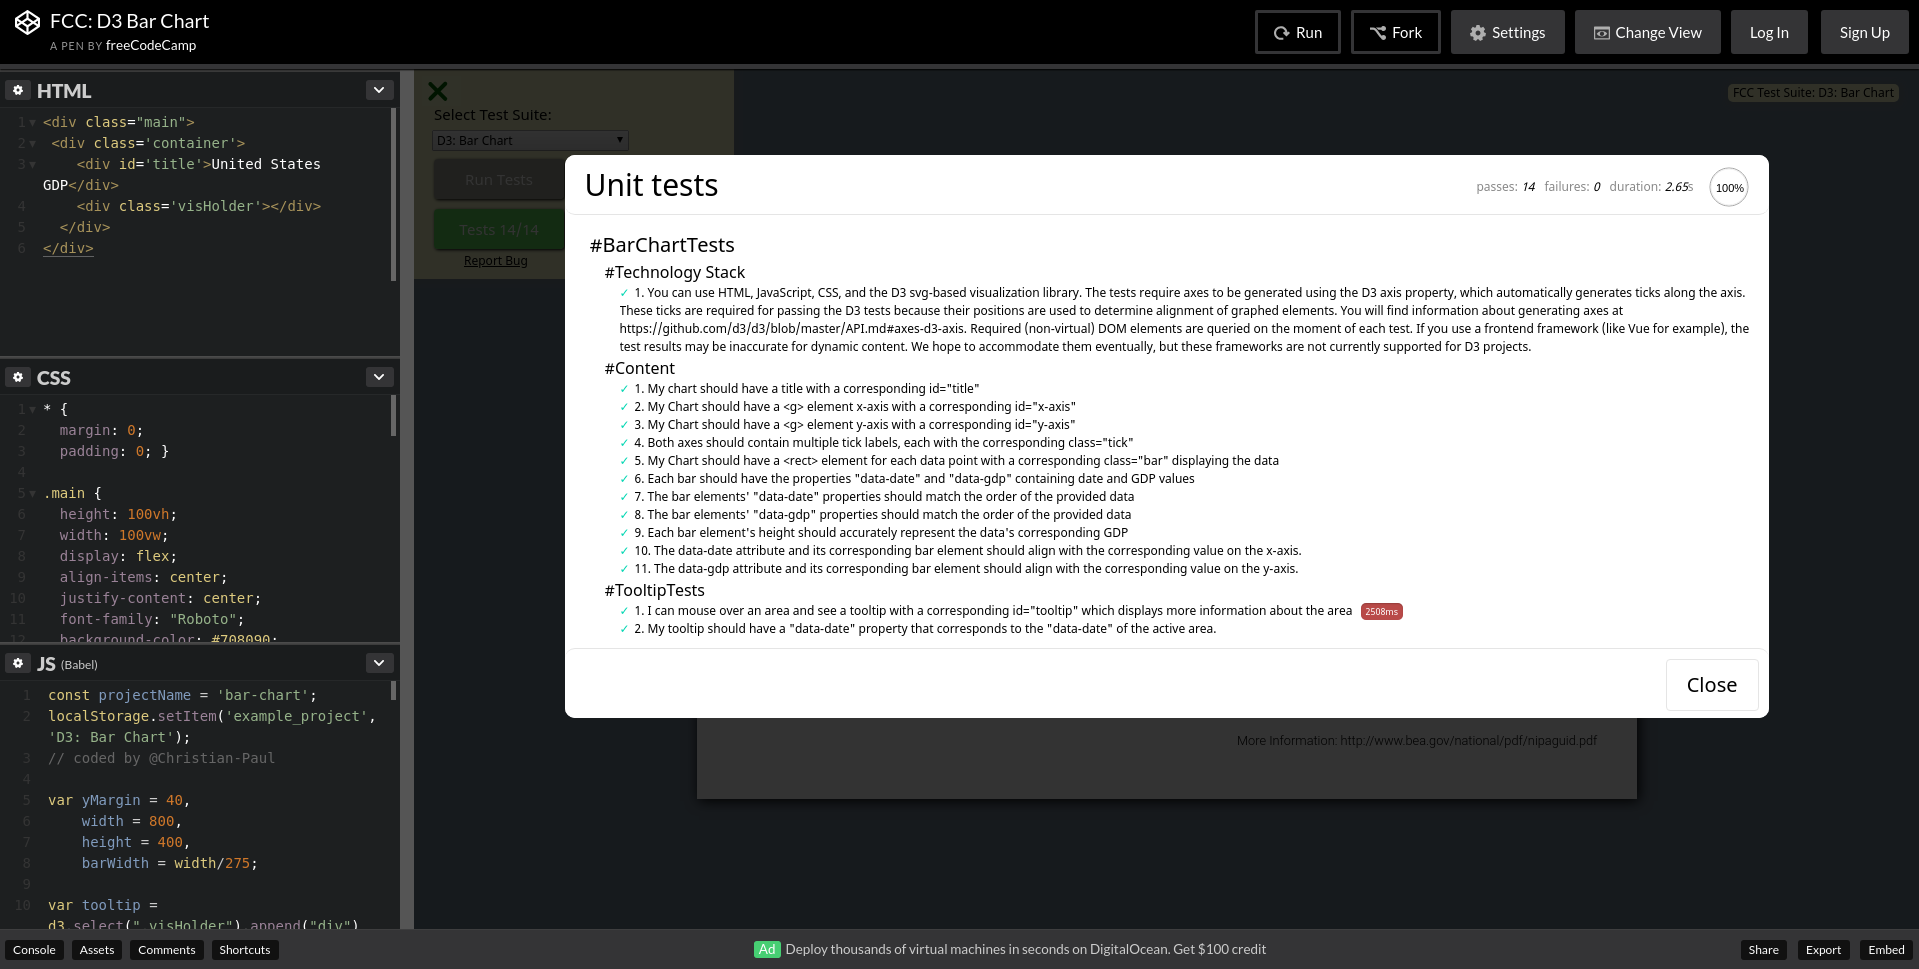 FCC: D3 Bar Chart
A PEN BY freeCodeCamp
Run
Fork
Settings
Change View
Log In
Sign Up
HTML
1 <div class="main">
2 <div class='container'>
3 <div id='title'>United States
GDP</div>
4 <div class='visHolder'></div>
5 </div>
6 </div>
CSS
1 * {
2 margin: 0;
3 padding: 0; }
4
5 .main {
6 height: 100vh;
7 width: 100vw;
8 display: flex;
9 align-items: center;
10 justify-content: center;
11 font-family: "Roboto";
12 background-color: #708090;
JS (Babel)
1 const projectName = 'bar-chart';
2 localStorage.setItem('example_project',
'D3: Bar Chart');
3 // coded by @Christian-Paul
4
5 var yMargin = 40,
6 width = 800,
7 height = 400,
8 barWidth = width/275;
9
10 var tooltip =
d3.select(".visHolder").append("div")
Select Test Suite:
D3: Bar Chart
Run Tests
Tests 14/14
Report Bug
FCC Test Suite: D3: Bar Chart
Unit tests
passes: 14 failures: 0 duration: 2.65s 100%
#BarChartTests
#Technology Stack
✓ 1. You can use HTML, JavaScript, CSS, and the D3 svg-based visualization library. The tests require axes to be generated using the D3 axis property, which automatically generates ticks along the axis.
These ticks are required for passing the D3 tests because their positions are used to determine alignment of graphed elements. You will find information about generating axes at
https://github.com/d3/d3/blob/master/API.md#axes-d3-axis. Required (non-virtual) DOM elements are queried on the moment of each test. If you use a frontend framework (like Vue for example), the
test results may be inaccurate for dynamic content. We hope to accommodate them eventually, but these frameworks are not currently supported for D3 projects.
#Content
✓ 1. My chart should have a title with a corresponding id="title"
✓ 2. My Chart should have a <g> element x-axis with a corresponding id="x-axis"
✓ 3. My Chart should have a <g> element y-axis with a corresponding id="y-axis"
✓ 4. Both axes should contain multiple tick labels, each with the corresponding class="tick"
✓ 5. My Chart should have a <rect> element for each data point with a corresponding class="bar" displaying the data
✓ 6. Each bar should have the properties "data-date" and "data-gdp" containing date and GDP values
✓ 7. The bar elements' "data-date" properties should match the order of the provided data
✓ 8. The bar elements' "data-gdp" properties should match the order of the provided data
✓ 9. Each bar element's height should accurately represent the data's corresponding GDP
✓ 10. The data-date attribute and its corresponding bar element should align with the corresponding value on the x-axis.
✓ 11. The data-gdp attribute and its corresponding bar element should align with the corresponding value on the y-axis.
#TooltipTests
✓ 1. I can mouse over an area and see a tooltip with a corresponding id="tooltip" which displays more information about the area 2508ms
✓ 2. My tooltip should have a "data-date" property that corresponds to the "data-date" of the active area.
Close
More Information: http://www.bea.gov/national/pdf/nipaguid.pdf
Console
Assets
Comments
Shortcuts
Ad Deploy thousands of virtual machines in seconds on DigitalOcean. Get $100 credit
Share
Export
Embed